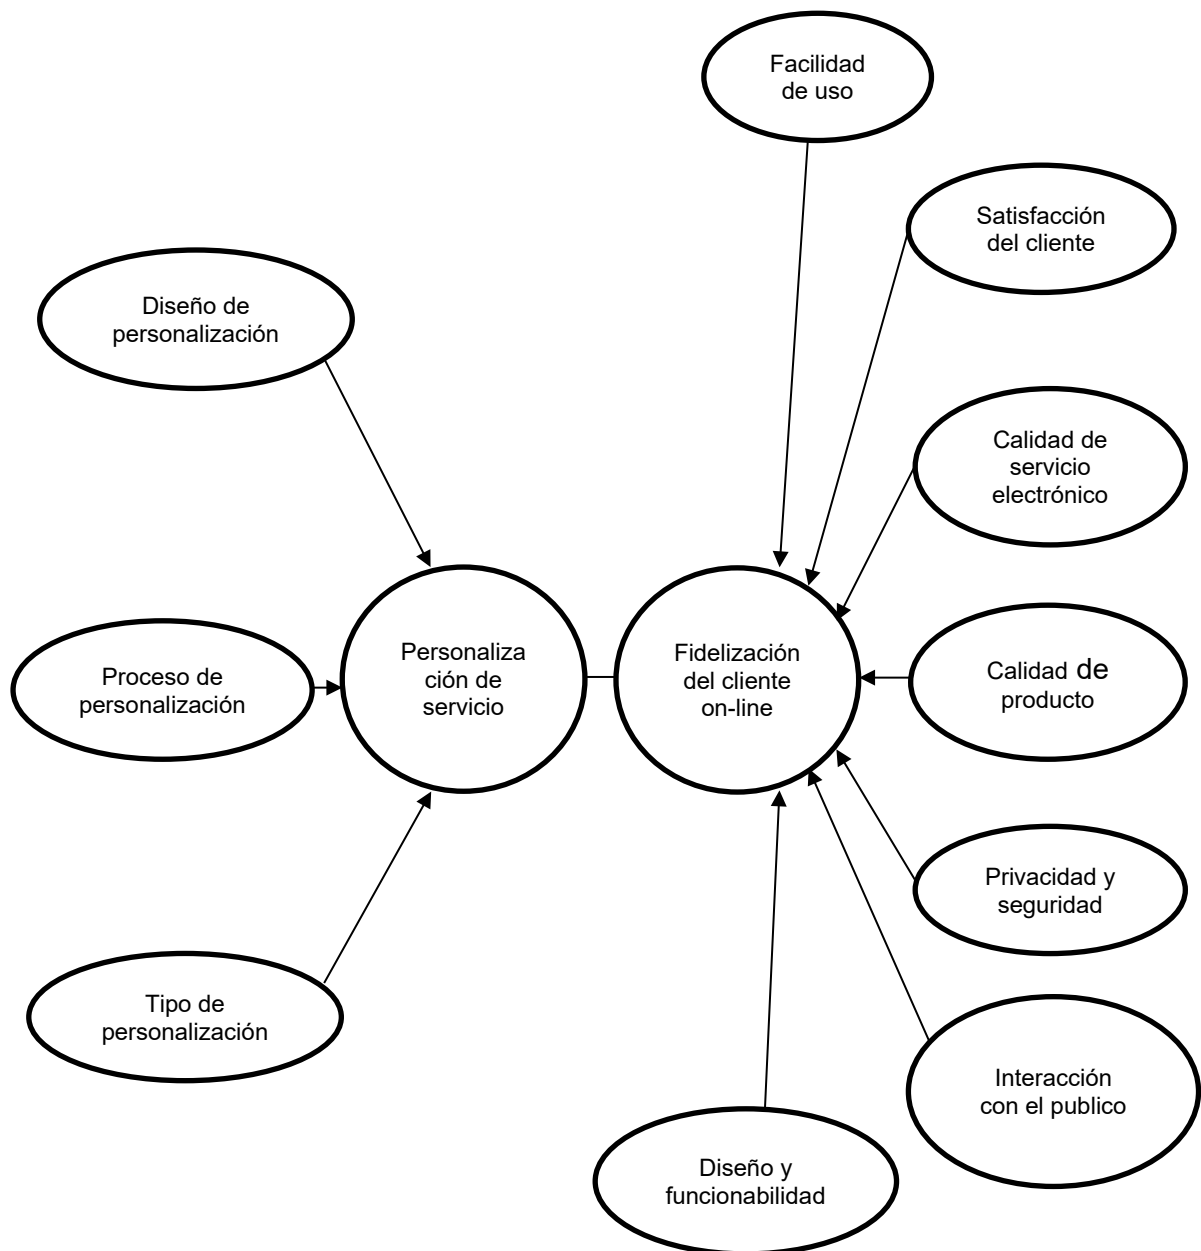 Facilidad
de uso
Satisfacción
del cliente
Diseño de
personalización
Calidad de
servicio
electrónico
Personaliza
ción de
servicio
Fidelización
del cliente
on-line
Proceso de
personalización
Calidad de
producto
Privacidad y
seguridad
Tipo de
personalización
Interacción
con el publico
Diseño y
funcionabilidad